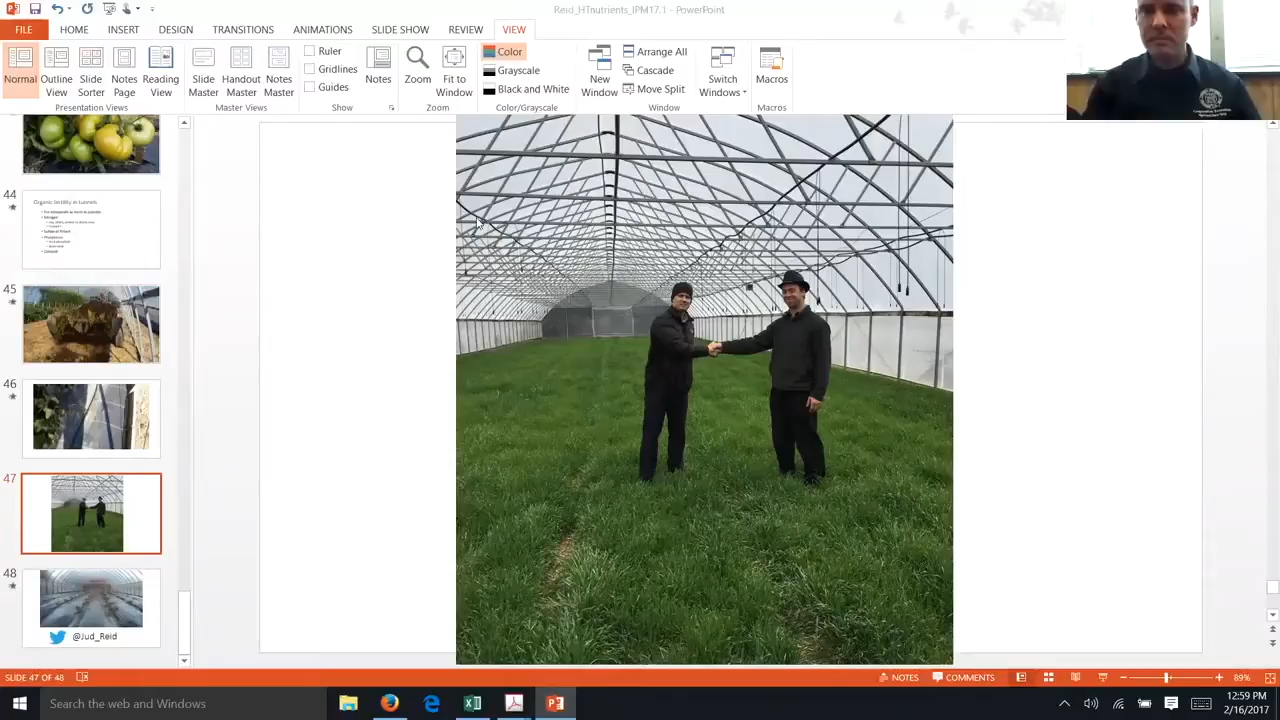 Reid_HTnutrients_IPM17.1 - PowerPoint
FILE HOME INSERT DESIGN TRANSITIONS ANIMATIONS SLIDE SHOW REVIEW VIEW
Normal Outline View Slide Sorter Notes Page Reading View
Presentation Views
Slide Master Handout Master Notes Master
Master Views
Ruler
Gridlines
Guides
Show
Notes
Zoom Fit to Window
Zoom
Color
Grayscale
Black and White
Color/Grayscale
New Window
Arrange All
Cascade
Move Split
Switch Windows
Window
Macros
Macros
44
Organic fertility in tunnels
45
46
47
48
@Jud_Reid
SLIDE 47 OF 48
NOTES COMMENTS 89%
Search the web and Windows
12:59 PM
2/16/2017